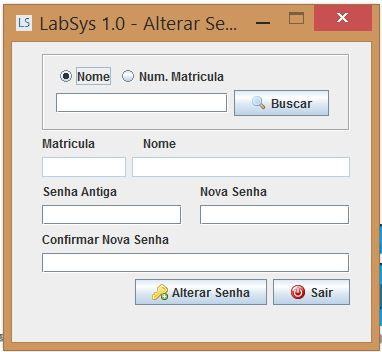 LS LabSys 1.0 - Alterar Se...
Nome Num. Matricula
Buscar
Matricula Nome
Senha Antiga Nova Senha
Confirmar Nova Senha
Alterar Senha Sair